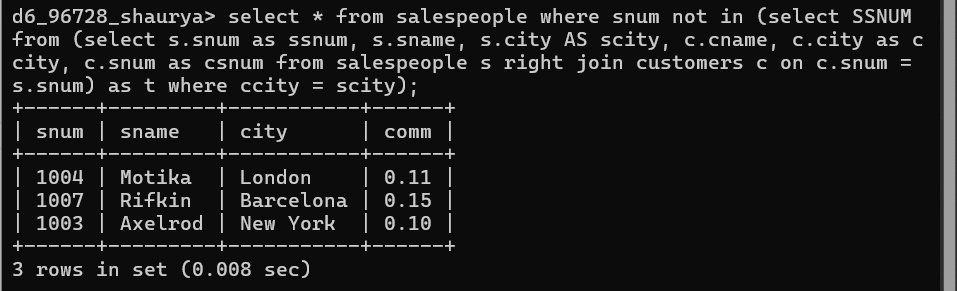 d6_96728_shaurya> select * from salespeople where snum not in (select SSNUM
from (select s.snum as ssnum, s.sname, s.city AS scity, c.cname, c.city as c
city, c.snum as csnum from salespeople s right join customers c on c.snum =
s.snum) as t where ccity = scity);
+------+---------+-----------+------+
| snum | sname   | city      | comm |
+------+---------+-----------+------+
| 1004 | Motika  | London    | 0.11 |
| 1007 | Rifkin  | Barcelona | 0.15 |
| 1003 | Axelrod | New York  | 0.10 |
+------+---------+-----------+------+
3 rows in set (0.008 sec)